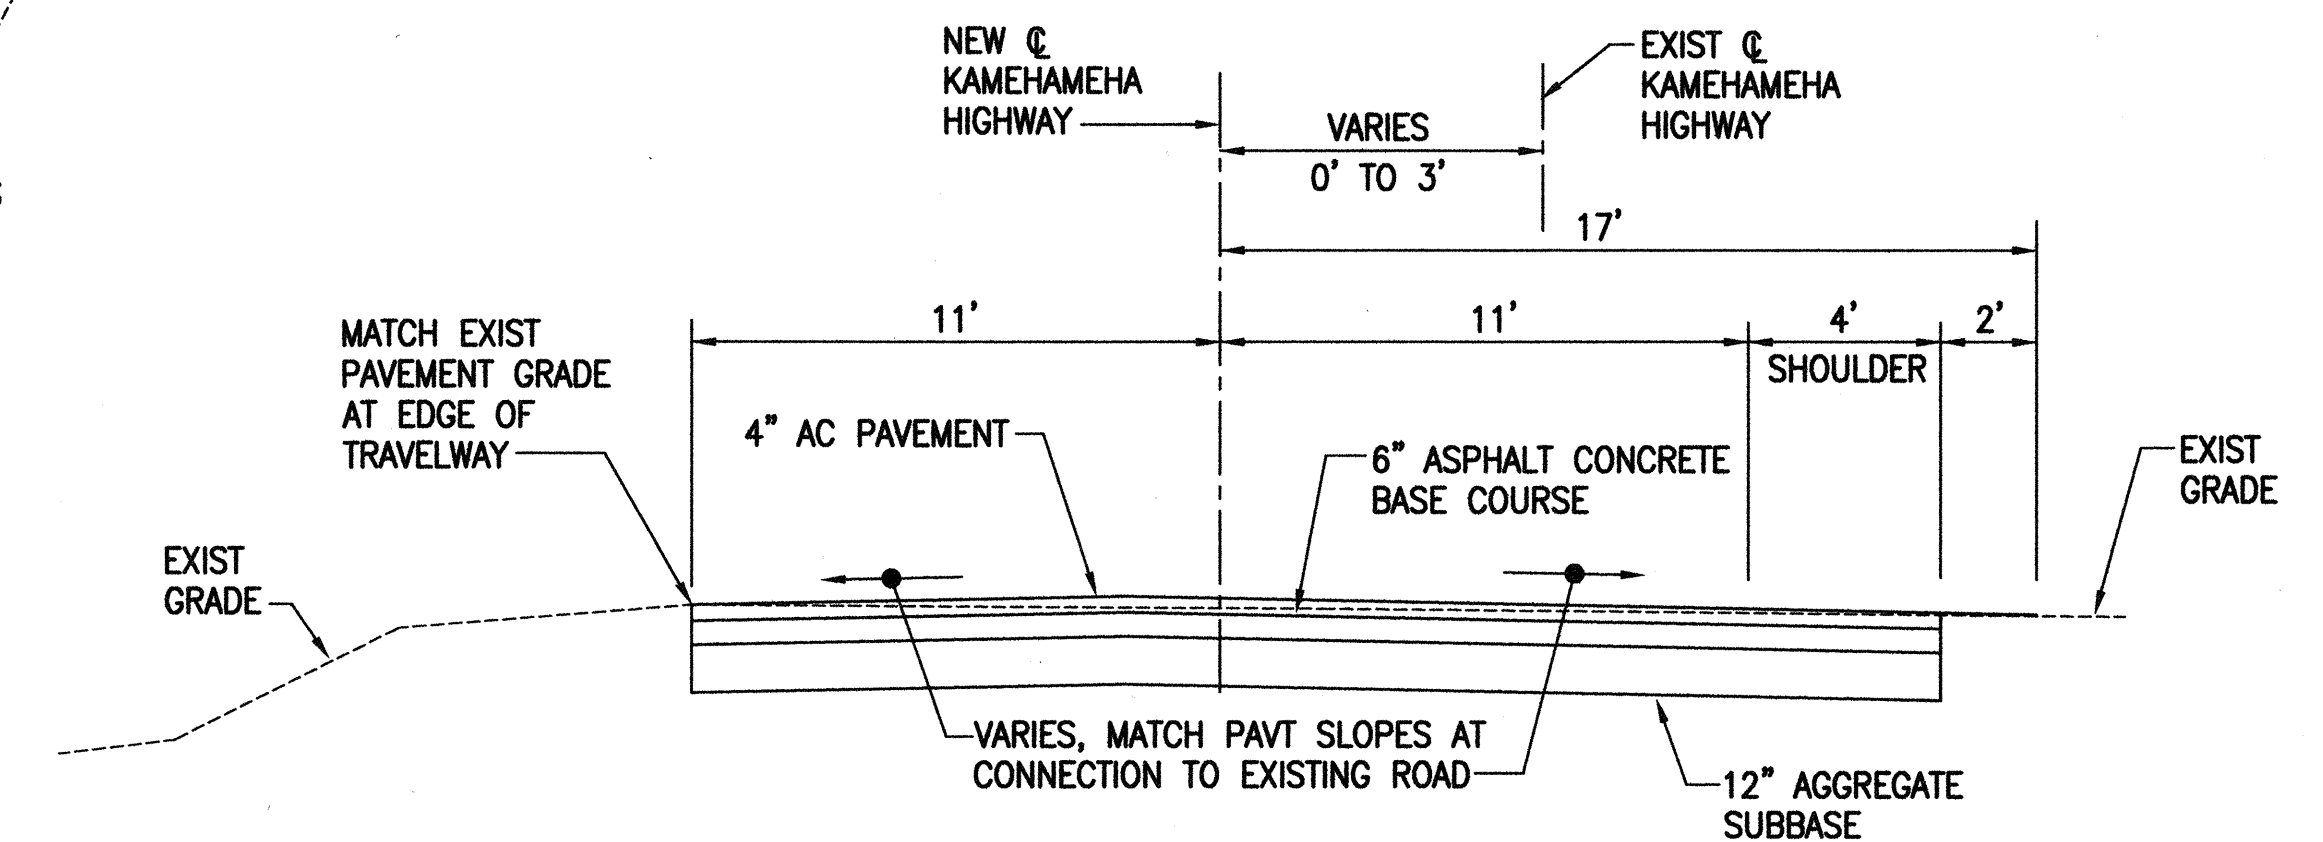 NEW ℄
KAMEHAMEHA
HIGHWAY
EXIST ℄
KAMEHAMEHA
HIGHWAY
VARIES
0' TO 3'
17'
11'
11'
4'
SHOULDER
2'
MATCH EXIST
PAVEMENT GRADE
AT EDGE OF
TRAVELWAY
4" AC PAVEMENT
6" ASPHALT CONCRETE
BASE COURSE
EXIST
GRADE
EXIST
GRADE
VARIES, MATCH PAVT SLOPES AT
CONNECTION TO EXISTING ROAD
12" AGGREGATE
SUBBASE